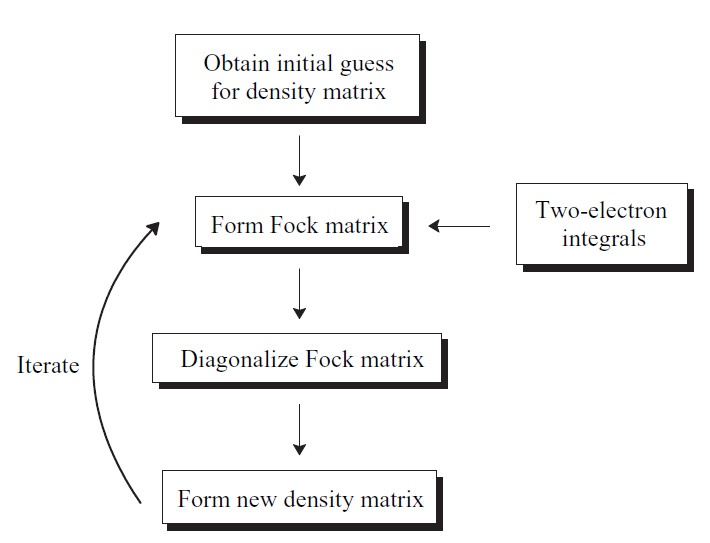 Obtain initial guess
for density matrix
Form Fock matrix
Two-electron
integrals
Diagonalize Fock matrix
Iterate
Form new density matrix